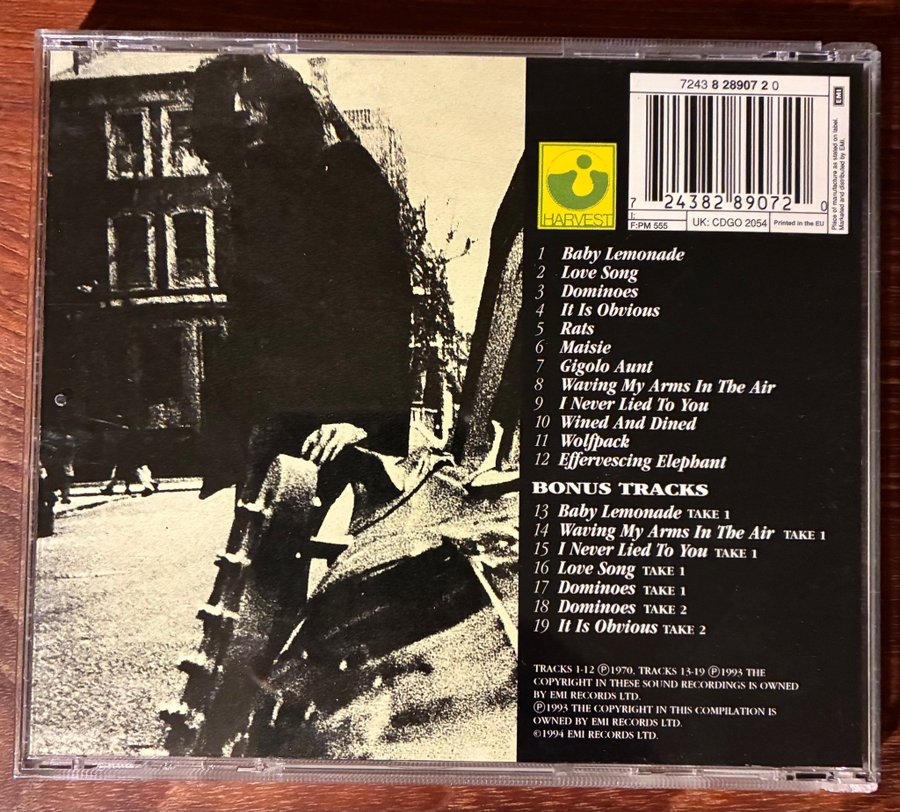 7243 8 28907 2 0
EMI
7 24382 89072 0
I:
F:PM 555
UK: CDGO 2054
Printed in the EU
Place of manufacture as stated on label.
Marketed and distributed by EMI.
HARVEST
1 Baby Lemonade
2 Love Song
3 Dominoes
4 It Is Obvious
5 Rats
6 Maisie
7 Gigolo Aunt
8 Waving My Arms In The Air
9 I Never Lied To You
10 Wined And Dined
11 Wolfpack
12 Effervescing Elephant
BONUS TRACKS
13 Baby Lemonade TAKE 1
14 Waving My Arms In The Air TAKE 1
15 I Never Lied To You TAKE 1
16 Love Song TAKE 1
17 Dominoes TAKE 1
18 Dominoes TAKE 2
19 It Is Obvious TAKE 2
TRACKS 1-12 ℗1970, TRACKS 13-19 ℗1993 THE
COPYRIGHT IN THESE SOUND RECORDINGS IS OWNED
BY EMI RECORDS LTD.
℗1993 THE COPYRIGHT IN THIS COMPILATION IS
OWNED BY EMI RECORDS LTD.
©1994 EMI RECORDS LTD.